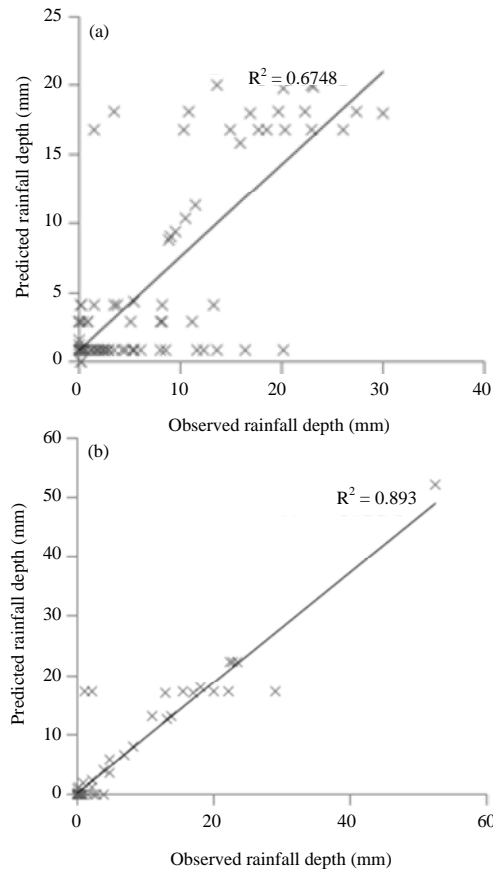 (a)
R² = 0.6748
25
20
15
10
5
0
Predicted rainfall depth (mm)
0 10 20 30 40
Observed rainfall depth (mm)
(b)
R² = 0.893
60
50
40
30
20
10
0
Predicted rainfall depth (mm)
0 20 40 60
Observed rainfall depth (mm)